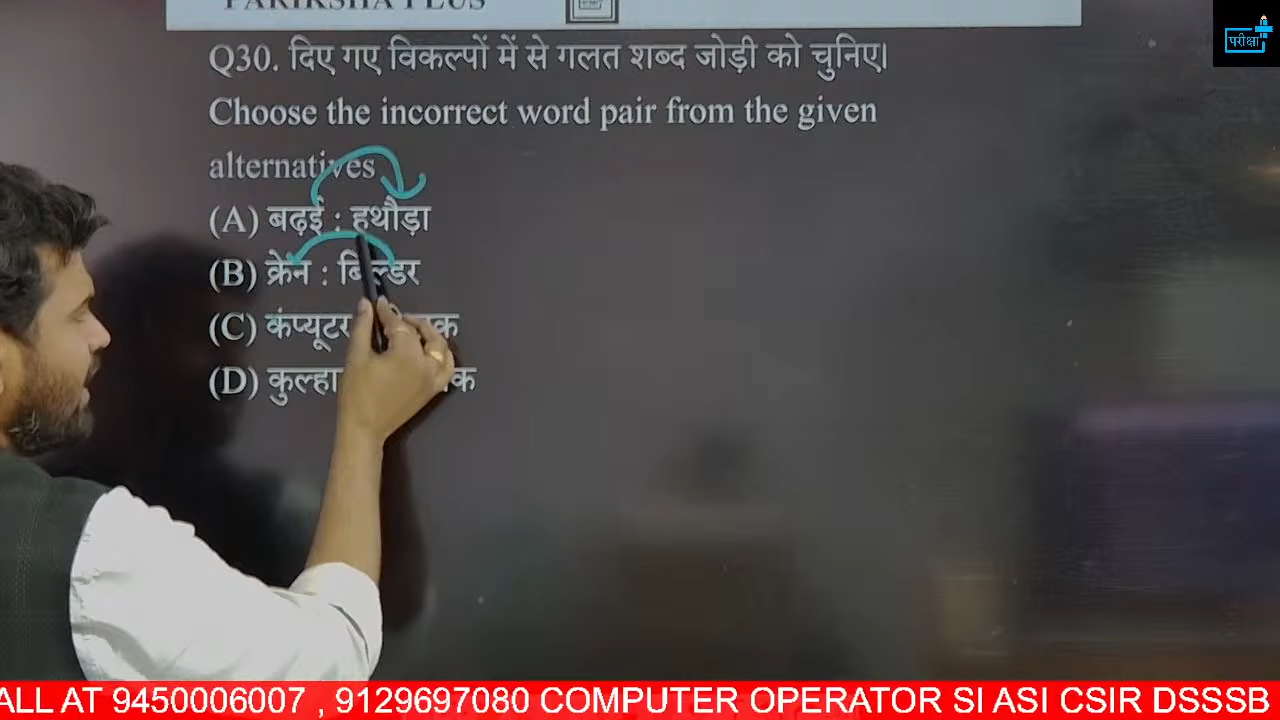 PARIKSHA PLUS
परीक्षा
Q30. दिए गए विकल्पों में से गलत शब्द जोड़ी को चुनिए।
Choose the incorrect word pair from the given
alternatives
(A) बढ़ई : हथौड़ा
(B) क्रेन : बिल्डर
(C) कंप्यूटर
(D)
ALL AT 9450006007 , 9129697080 COMPUTER OPERATOR SI ASI CSIR DSSSB